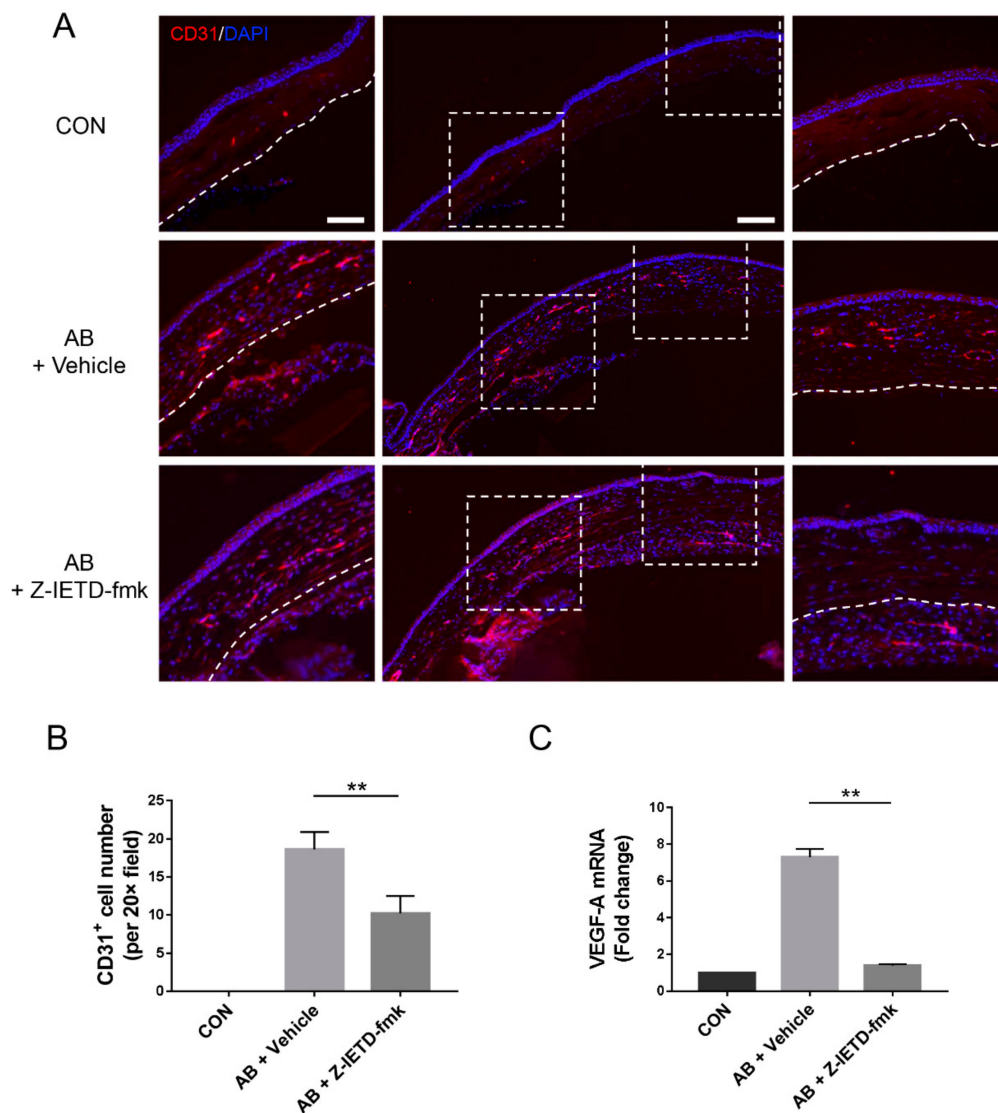 A
CD31/DAPI
CON
AB
+ Vehicle
AB
+ Z-IETD-fmk
B
CD31+ cell number
(per 20× field)
25
20
15
10
5
0
**
CON
AB + Vehicle
AB + Z-IETD-fmk
C
VEGF-A mRNA
(Fold change)
10
8
6
4
2
0
**
CON
AB + Vehicle
AB + Z-IETD-fmk